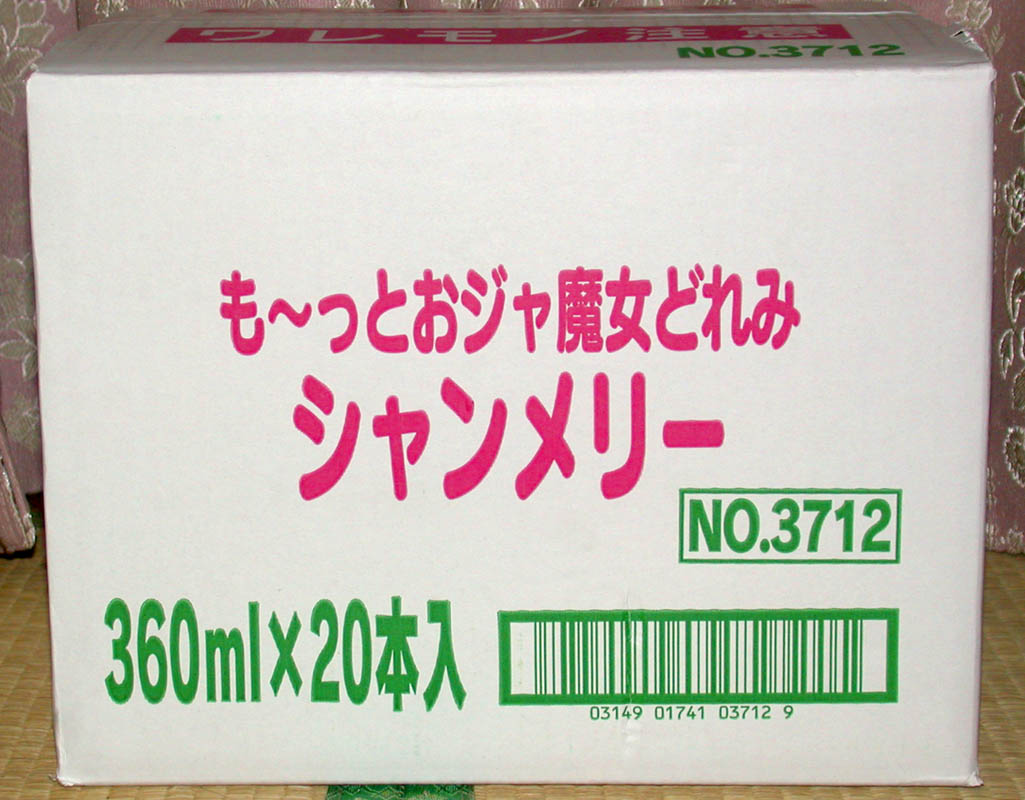 ワレモノ注意
NO.3712
も～っとおジャ魔女どれみ
シャンメリー
NO.3712
360ml×20本入
03149 01741 03712 9